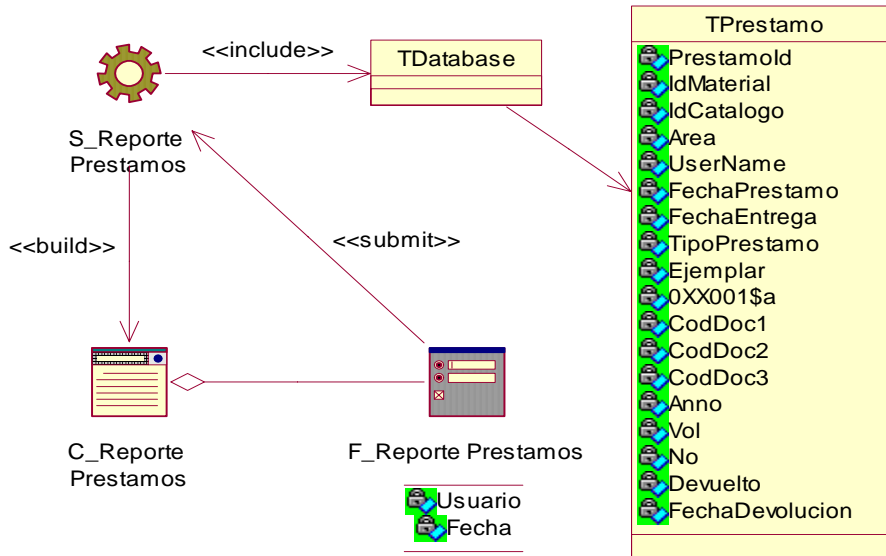 <<include>>
TDatabase
TPrestamo
PrestamoId
IdMaterial
IdCatalogo
Area
UserName
FechaPrestamo
FechaEntrega
TipoPrestamo
Ejemplar
0XX001$a
CodDoc1
CodDoc2
CodDoc3
Anno
Vol
No
Devuelto
FechaDevolucion
S_Reporte
Prestamos
<<build>>
<<submit>>
C_Reporte
Prestamos
F_Reporte Prestamos
Usuario
Fecha